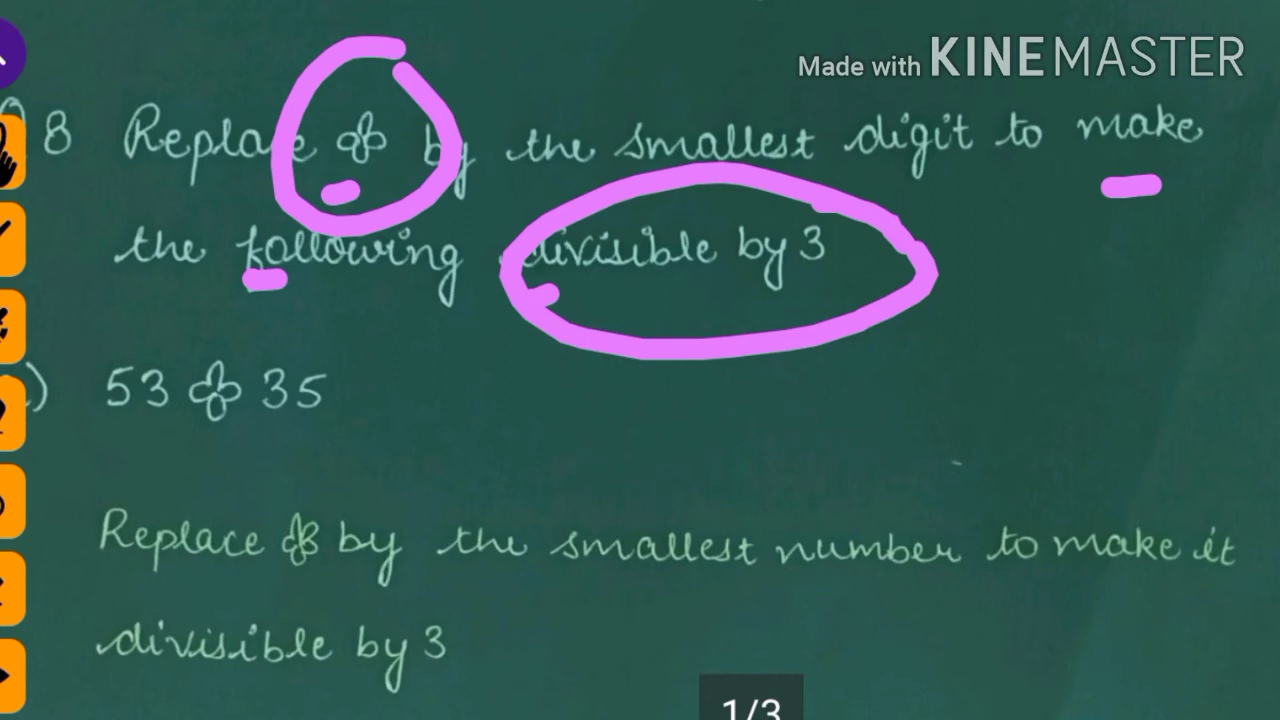 Made with KINEMASTER
Q 8 Replace ꕥ by the smallest digit to make
the following divisible by 3
) 53 ꕥ 35
Replace ꕥ by the smallest number to make it
divisible by 3
1/3